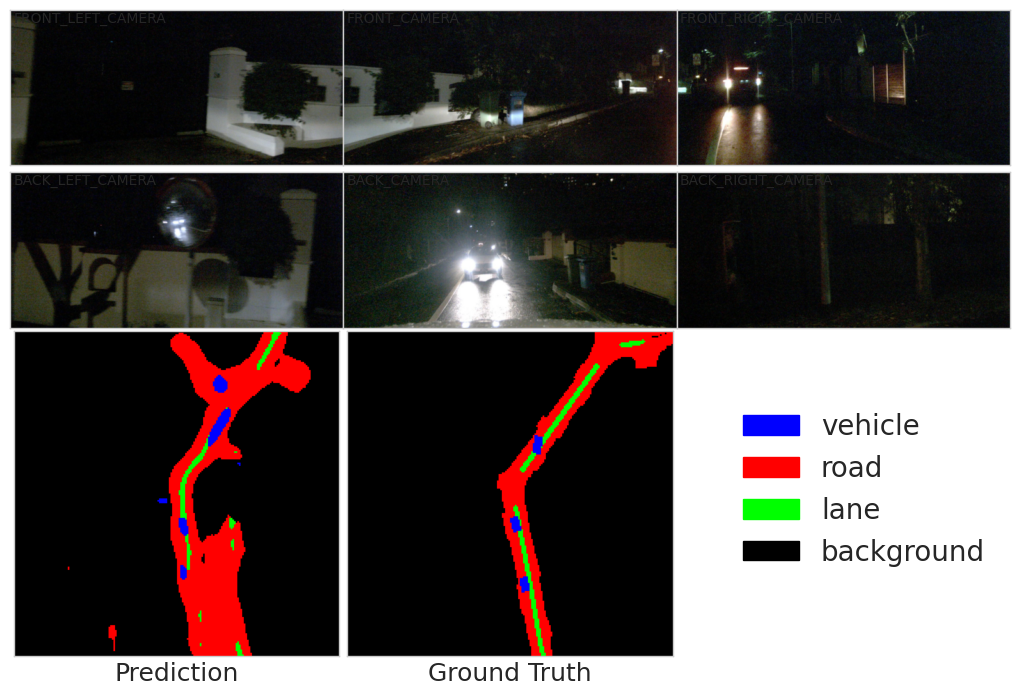 FRONT_LEFT_CAMERA
FRONT_CAMERA
FRONT_RIGHT_CAMERA
BACK_LEFT_CAMERA
BACK_CAMERA
BACK_RIGHT_CAMERA
vehicle
road
lane
background
Prediction
Ground Truth